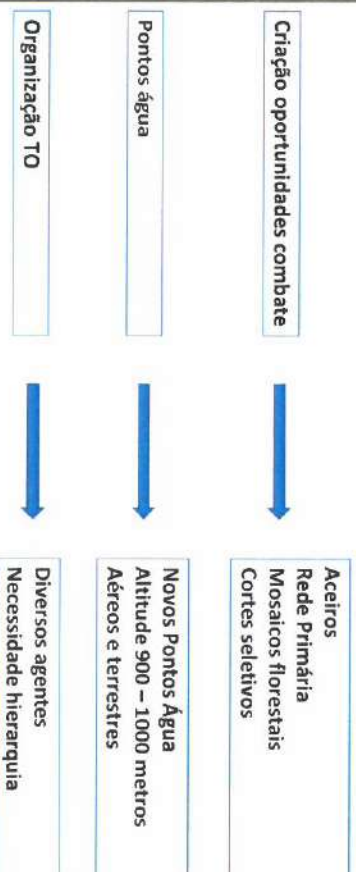 Criação oportunidades combate
Aceiros
Rede Primária
Mosaicos florestais
Cortes seletivos
Pontos água
Novos Pontos Água
Altitude 900 – 1000 metros
Aéreos e terrestres
Organização TO
Diversos agentes
Necessidade hierarquia